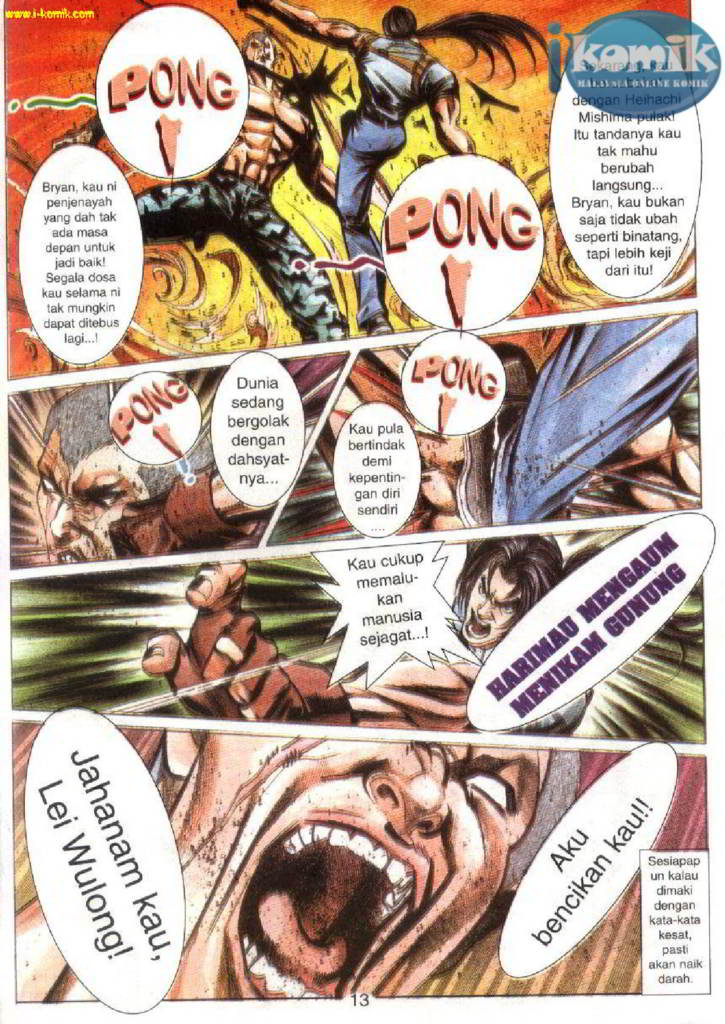 www.i-komik.com
ikomik
MALAYSIA ONLINE KOMIK
PONG
!
PONG
!
Bryan, kau ni
penjenayah
yang dah tak
ada masa
depan untuk
jadi baik!
Segala dosa
kau selama ni
tak mungkin
dapat ditebus
lagi...!
Sekarang, kau
dengan Heihachi
Mishima pulak!
Itu tandanya kau
tak mahu
berubah
langsung...
Bryan, kau bukan
saja tidak ubah
seperti binatang,
tapi lebih keji
dari itu!
PONG
!
Dunia
sedang
bergolak
dengan
dahsyat-
nya...
PONG
!
Kau pula
bertindak
demi
kepentin-
gan diri
sendiri
....
Kau cukup
memalu-
kan
manusia
sejagat...!
HARIMAU MENGAUM
MENIKAM GUNUNG
Jahanam kau,
Lei Wulong!
Aku
bencikan kau!!
Sesiapap
un kalau
dimaki
dengan
kata-kata
kesat,
pasti
akan naik
darah.
13